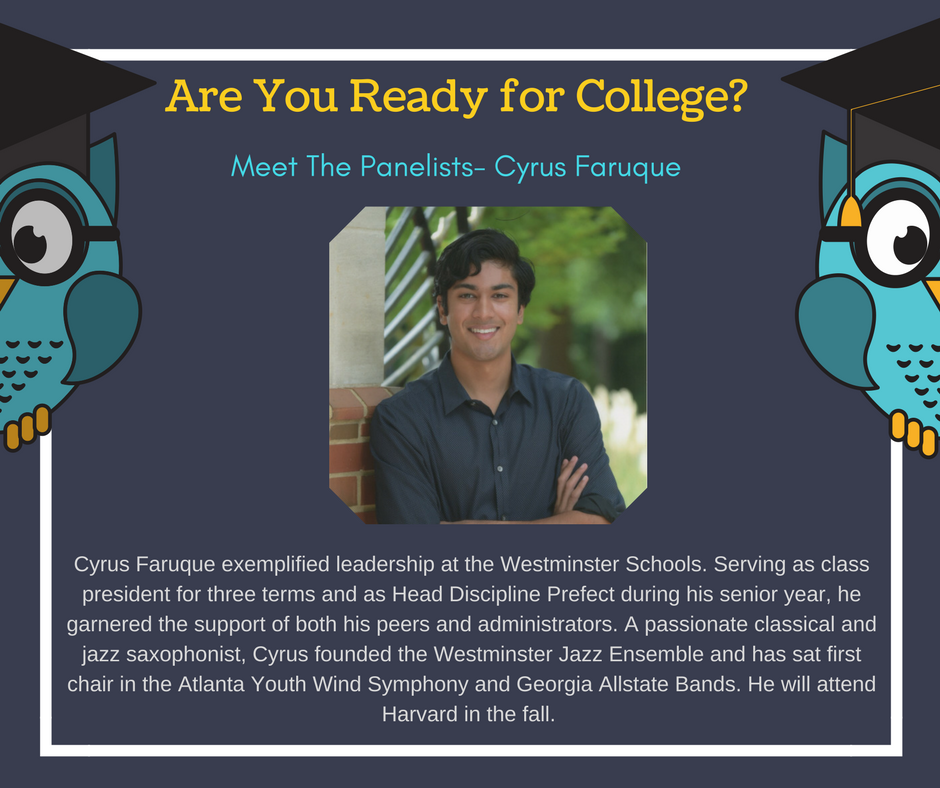 Are You Ready for College?
Meet The Panelists- Cyrus Faruque
Cyrus Faruque exemplified leadership at the Westminster Schools. Serving as class
president for three terms and as Head Discipline Prefect during his senior year, he
garnered the support of both his peers and administrators. A passionate classical and
jazz saxophonist, Cyrus founded the Westminster Jazz Ensemble and has sat first
chair in the Atlanta Youth Wind Symphony and Georgia Allstate Bands. He will attend
Harvard in the fall.